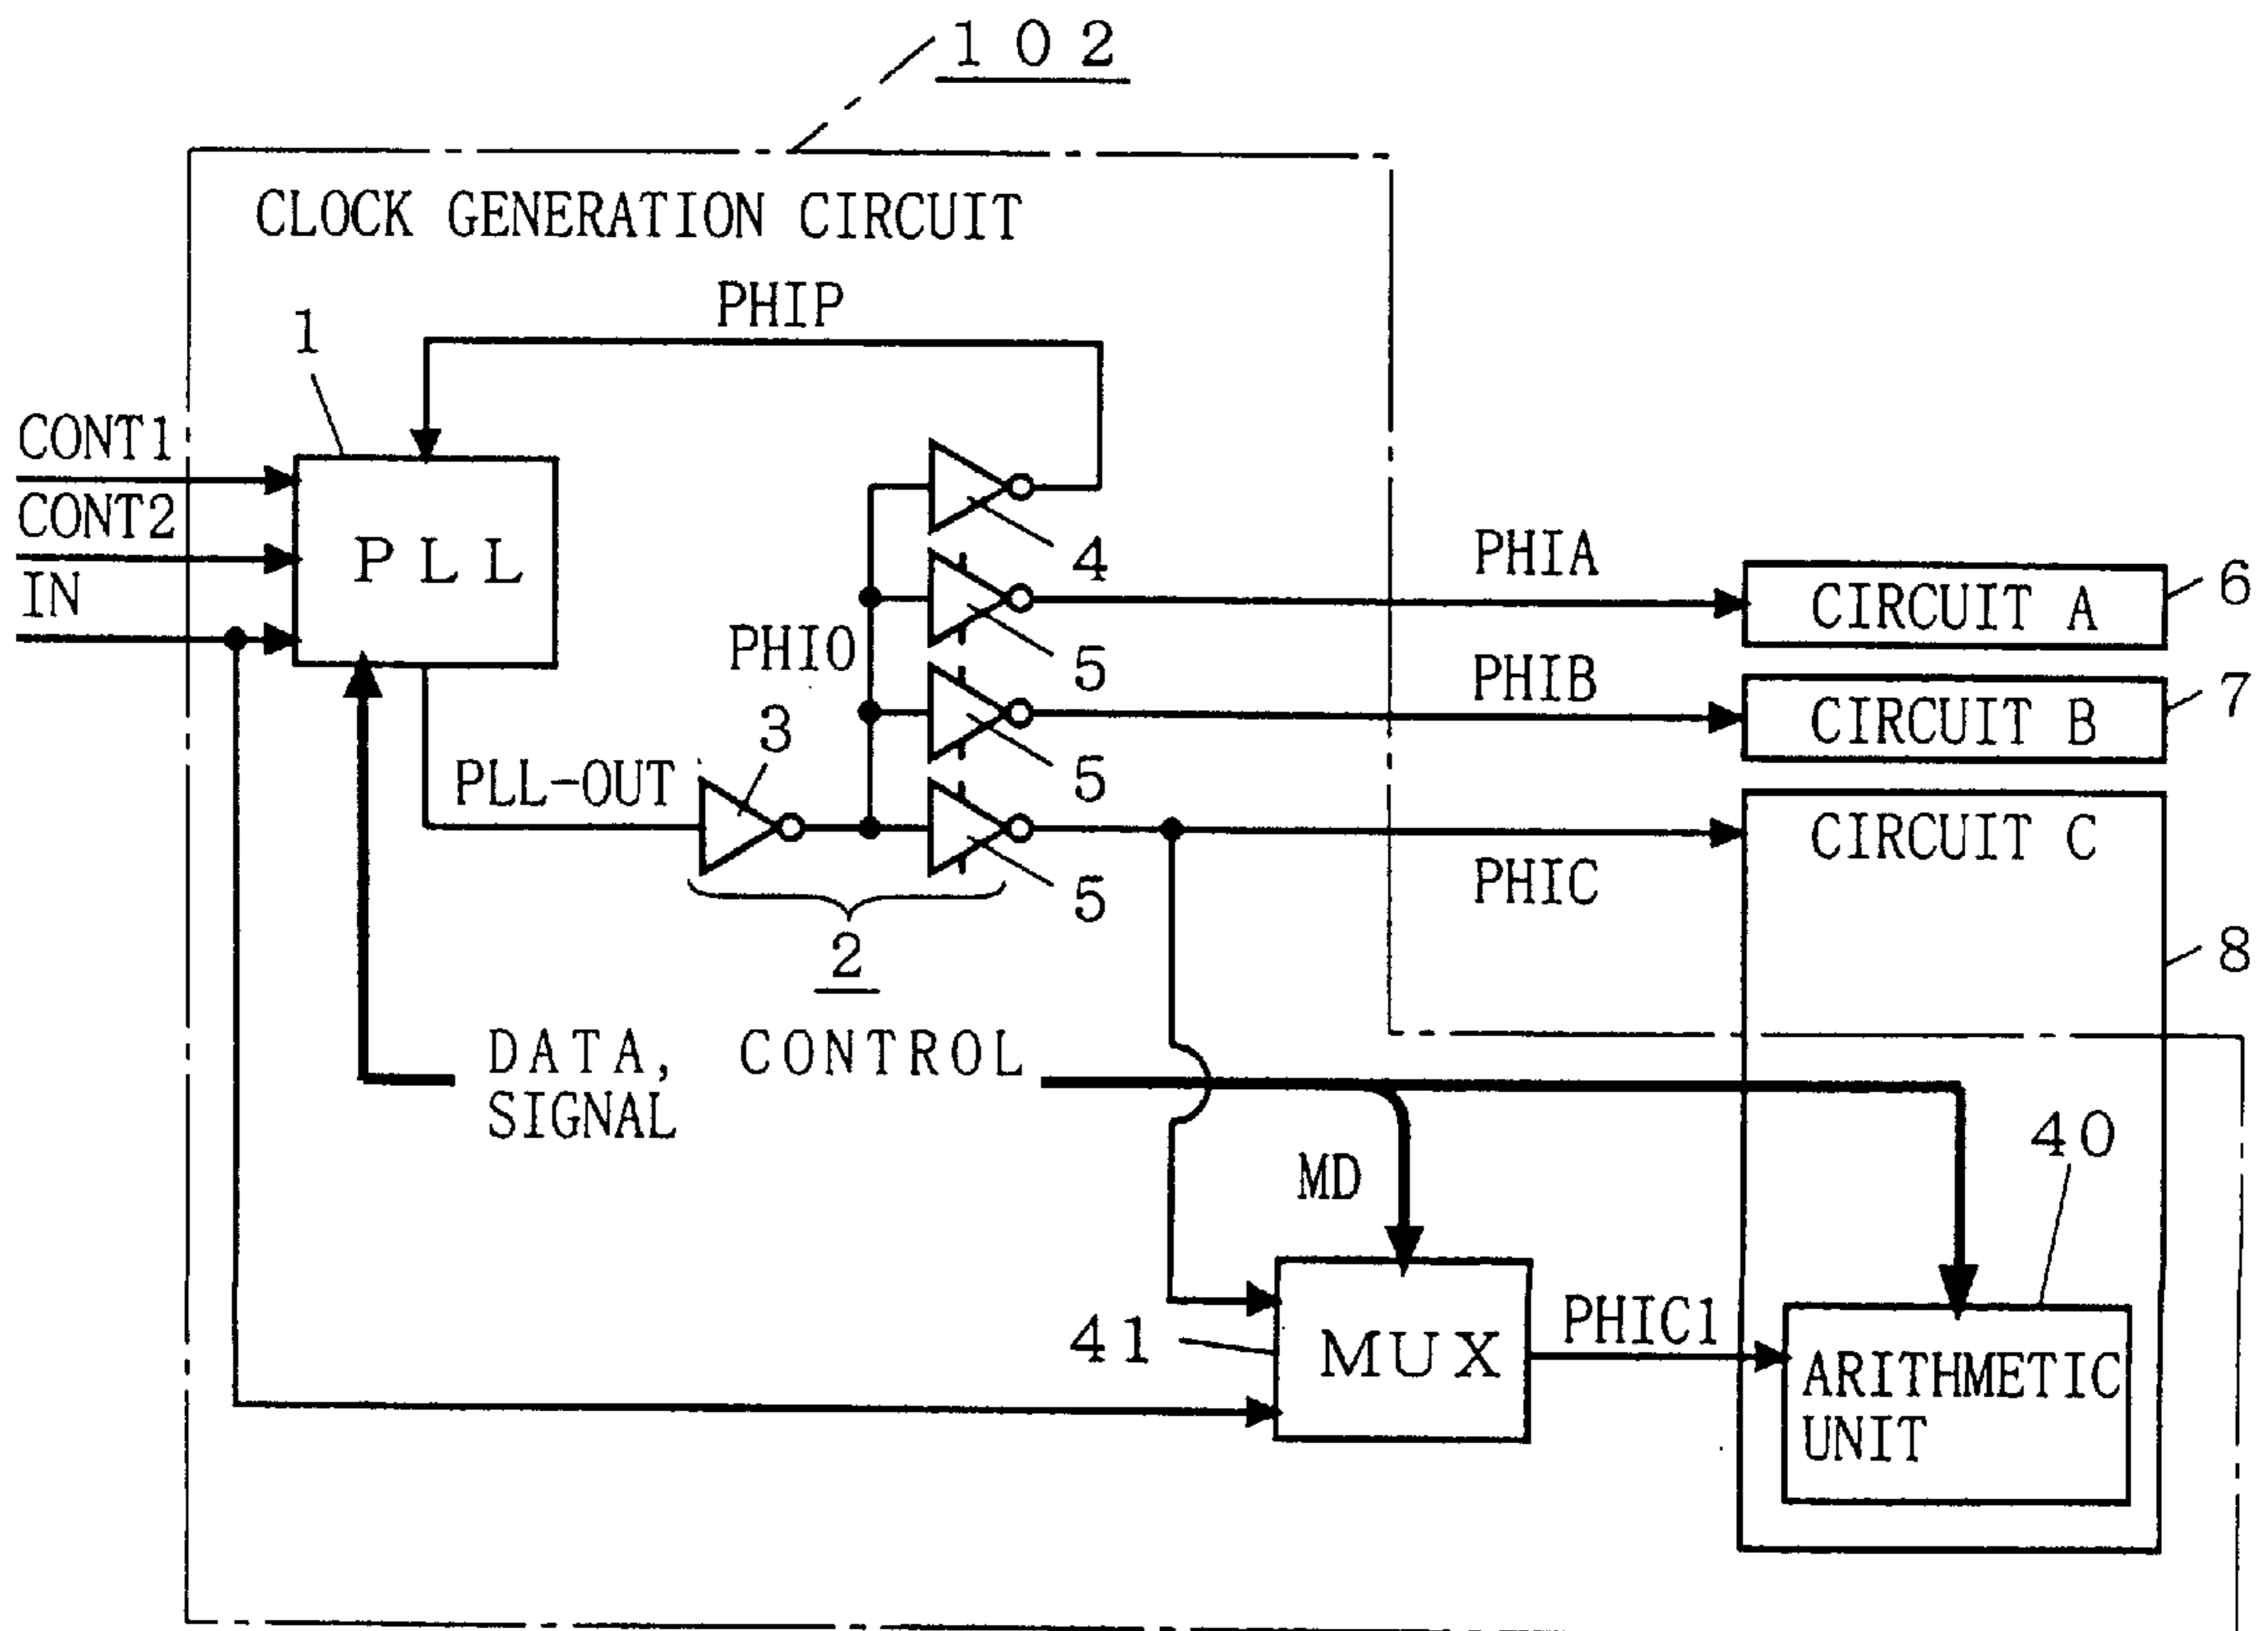 102
CLOCK GENERATION CIRCUIT
PHIP
1
CONT1
CONT2
IN
PLL
4
PHIA
CIRCUIT A
6
PHI0
5
PHIB
CIRCUIT B
7
3
PLL-OUT
5
CIRCUIT C
PHIC
5
2
8
DATA, CONTROL
SIGNAL
MD
40
41
MUX
PHIC1
ARITHMETIC
UNIT